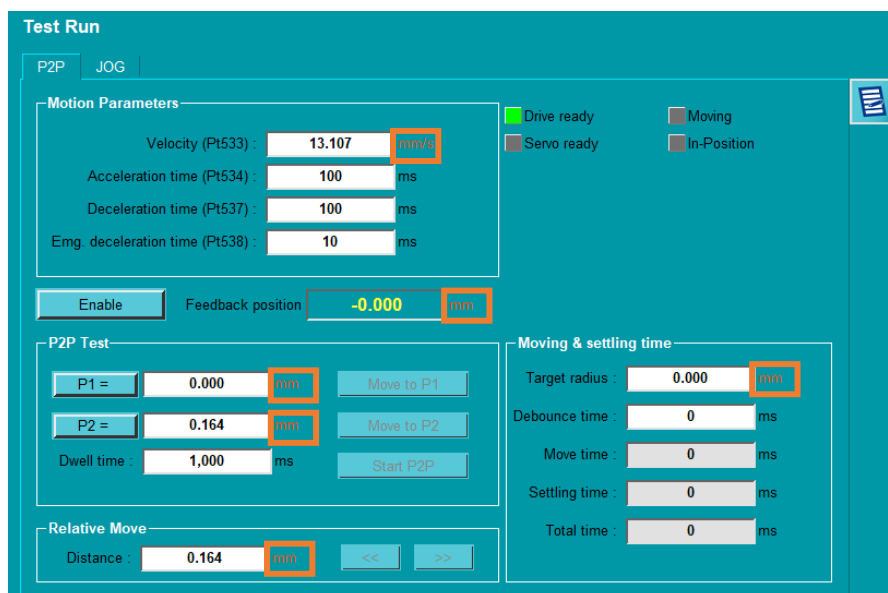 Test Run
P2P JOG
Motion Parameters
Velocity (Pt533) : 13.107 mm/s
Acceleration time (Pt534) : 100 ms
Deceleration time (Pt537) : 100 ms
Emg. deceleration time (Pt538) : 10 ms
Drive ready Moving
Servo ready In-Position
Enable Feedback position -0.000 mm
P2P Test
P1 = 0.000 mm Move to P1
P2 = 0.164 mm Move to P2
Dwell time : 1,000 ms Start P2P
Relative Move
Distance : 0.164 mm << >>
Moving & settling time
Target radius : 0.000 mm
Debounce time : 0 ms
Move time : 0 ms
Settling time : 0 ms
Total time : 0 ms